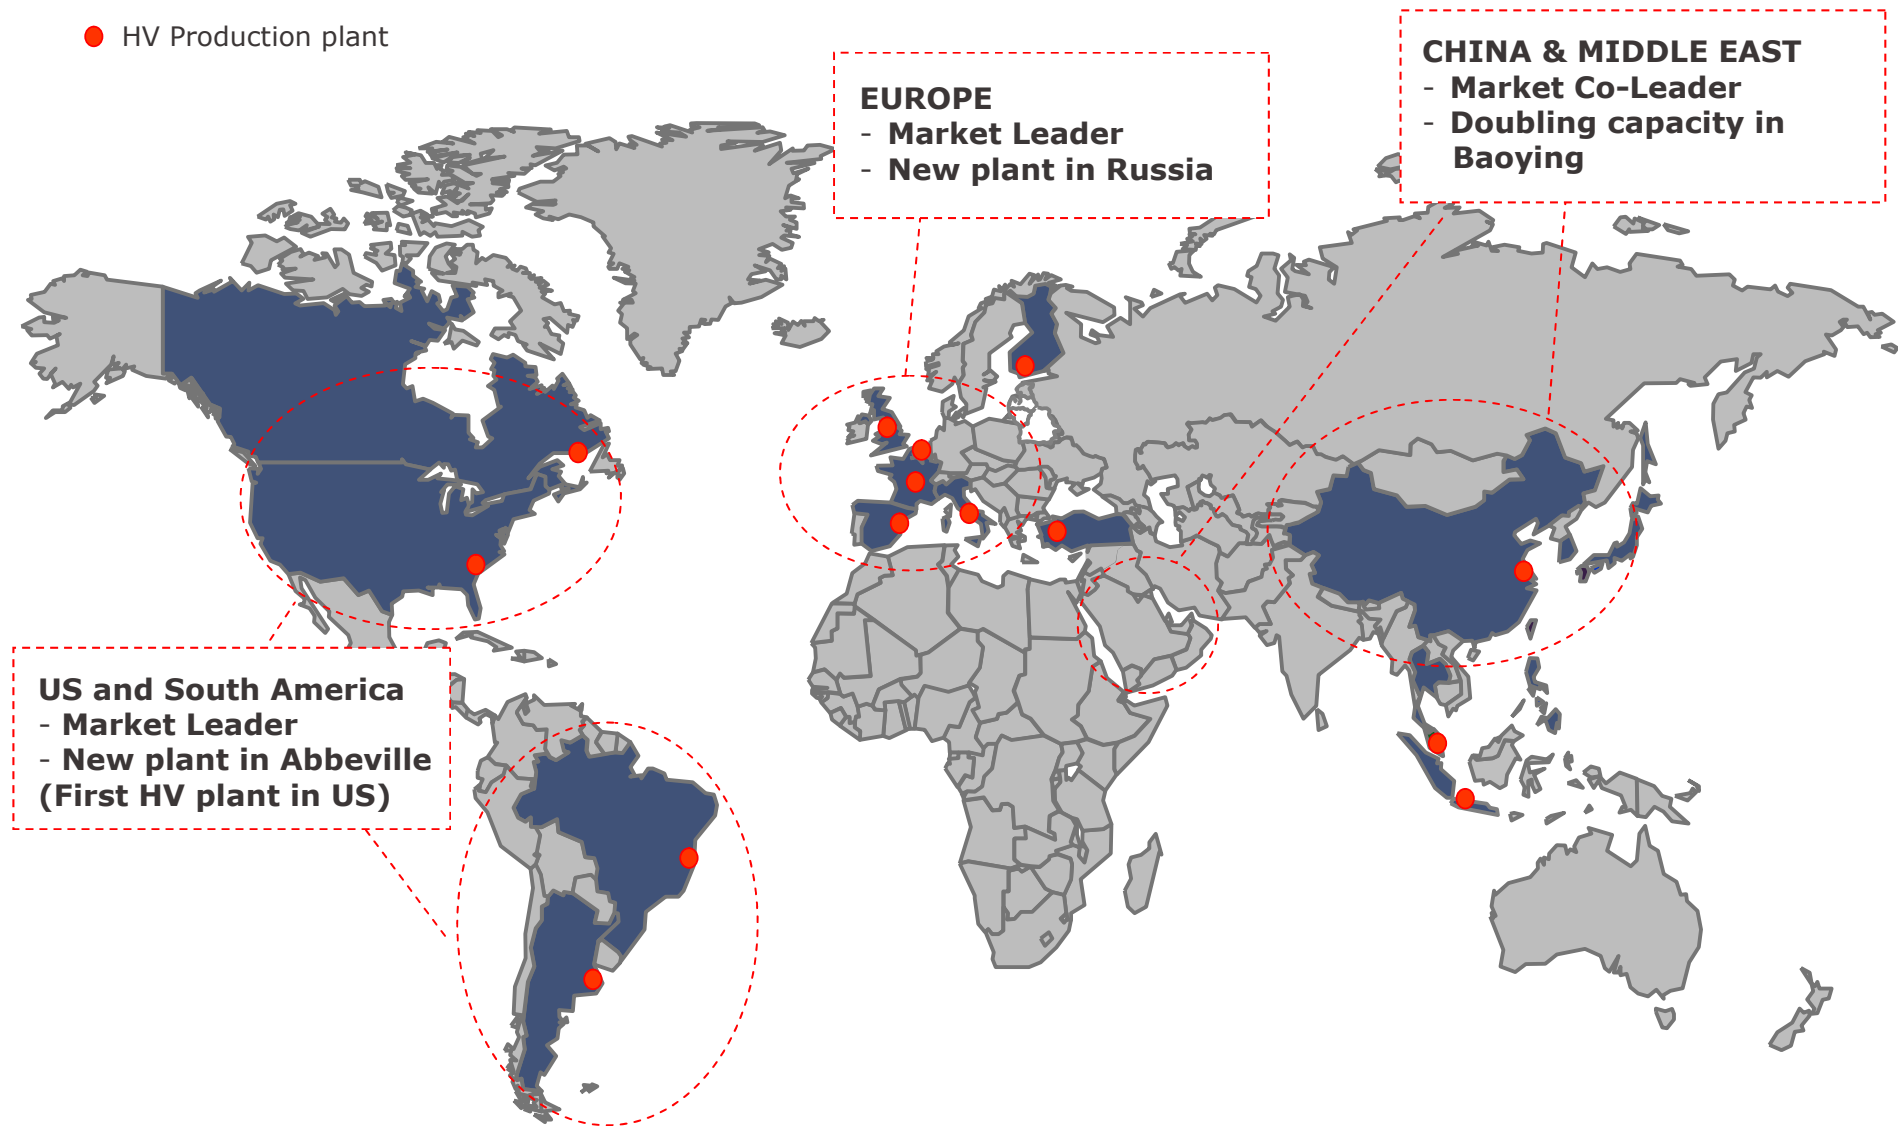 HV Production plant
EUROPE
- Market Leader
- New plant in Russia
CHINA & MIDDLE EAST
- Market Co-Leader
- Doubling capacity in
Baoying
US and South America
- Market Leader
- New plant in Abbeville
(First HV plant in US)